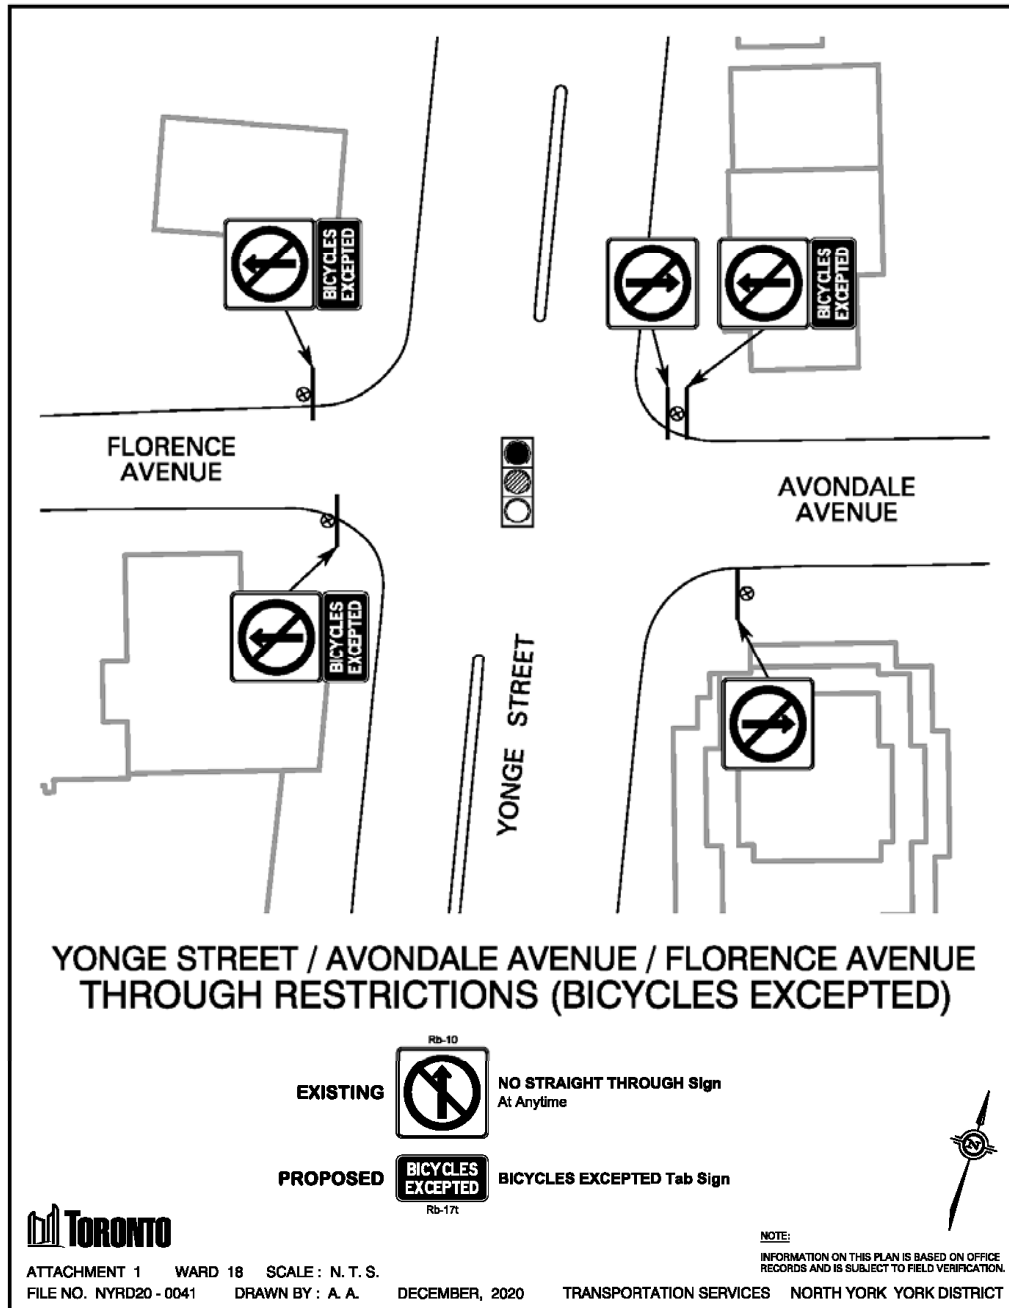 BICYCLES
EXCEPTED
BICYCLES
EXCEPTED
FLORENCE
AVENUE
AVONDALE
AVENUE
BICYCLES
EXCEPTED
YONGE STREET
YONGE STREET / AVONDALE AVENUE / FLORENCE AVENUE
THROUGH RESTRICTIONS (BICYCLES EXCEPTED)
Rb-10
EXISTING
NO STRAIGHT THROUGH Sign
At Anytime
PROPOSED
BICYCLES
EXCEPTED
BICYCLES EXCEPTED Tab Sign
Rb-17t
N
TORONTO
NOTE:
INFORMATION ON THIS PLAN IS BASED ON OFFICE
RECORDS AND IS SUBJECT TO FIELD VERIFICATION.
ATTACHMENT 1 WARD 18 SCALE : N. T. S.
FILE NO. NYRD20 - 0041 DRAWN BY : A. A. DECEMBER, 2020 TRANSPORTATION SERVICES NORTH YORK YORK DISTRICT